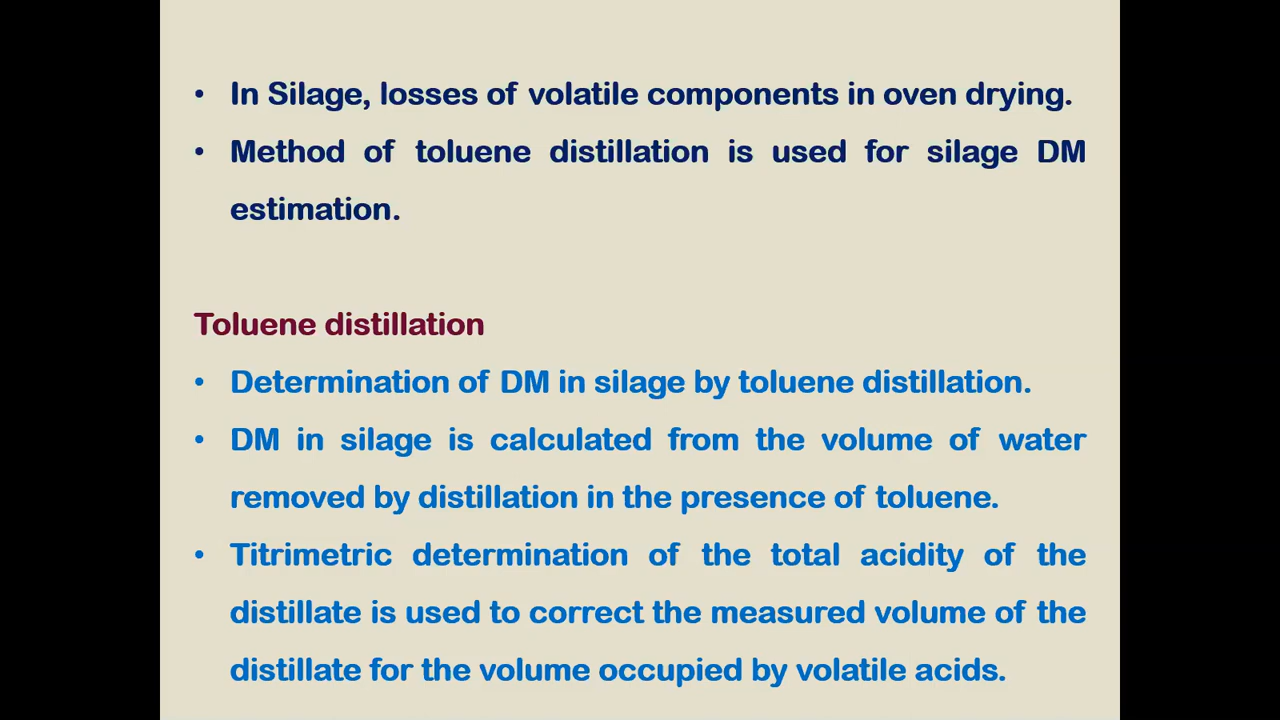 • In Silage, losses of volatile components in oven drying.
• Method of toluene distillation is used for silage DM
estimation.
Toluene distillation
• Determination of DM in silage by toluene distillation.
• DM in silage is calculated from the volume of water
removed by distillation in the presence of toluene.
• Titrimetric determination of the total acidity of the
distillate is used to correct the measured volume of the
distillate for the volume occupied by volatile acids.